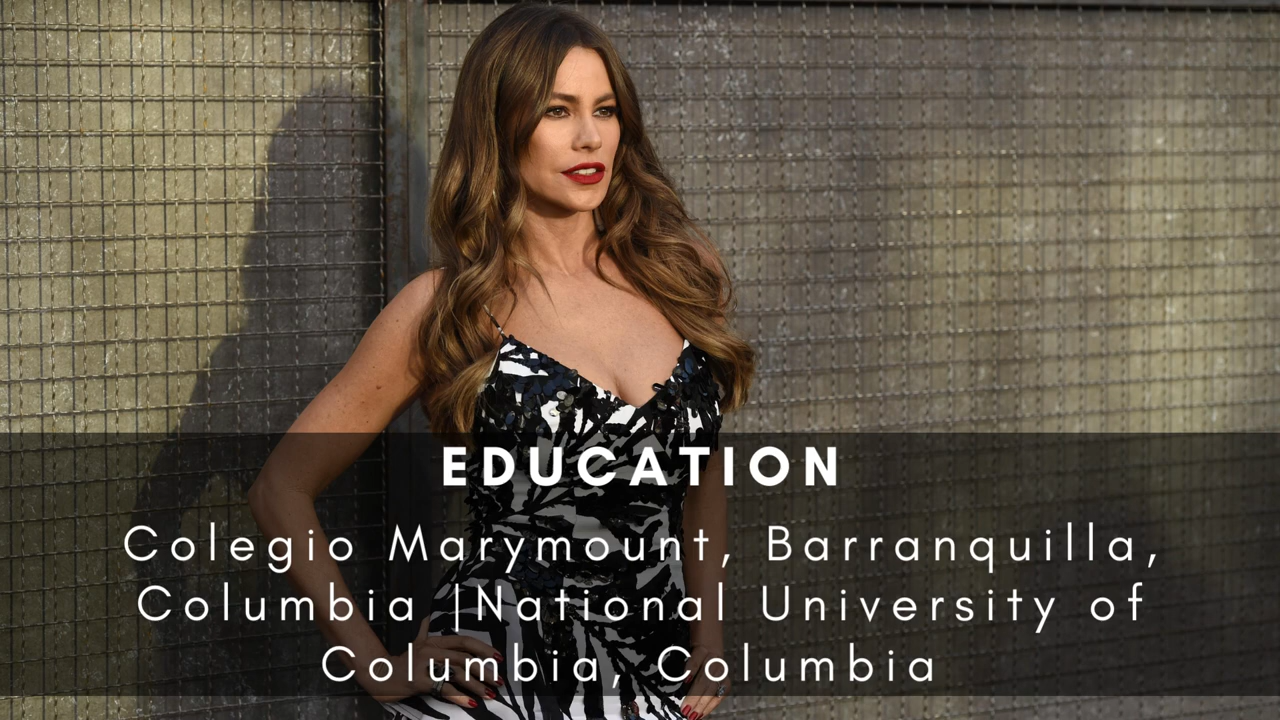 EDUCATION
Colegio Marymount, Barranquilla,
Columbia |National University of
Columbia, Columbia